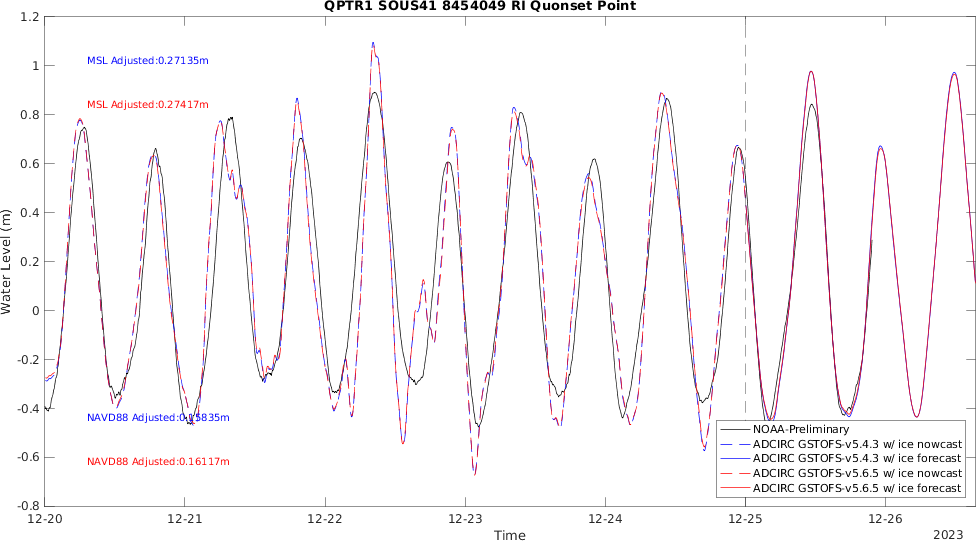 QPTR1 SOUS41 8454049 RI Quonset Point
1.2
1
0.8
0.6
0.4
0.2
0
-0.2
-0.4
-0.6
-0.8
Water Level (m)
MSL Adjusted:0.27135m
MSL Adjusted:0.27417m
NAVD88 Adjusted:0.15835m
NAVD88 Adjusted:0.16117m
NOAA-Preliminary
ADCIRC GSTOFS-v5.4.3 w/ ice nowcast
ADCIRC GSTOFS-v5.4.3 w/ ice forecast
ADCIRC GSTOFS-v5.6.5 w/ ice nowcast
ADCIRC GSTOFS-v5.6.5 w/ ice forecast
12-20 12-21 12-22 12-23 12-24 12-25 12-26
Time
2023